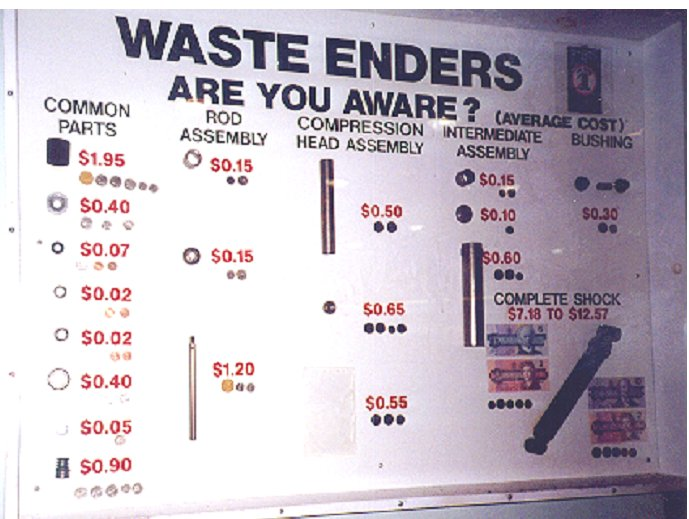 WASTE ENDERS
ARE YOU AWARE?
(AVERAGE COST)
COMMON
PARTS
$1.95
$0.40
$0.07
$0.02
$0.02
$0.40
$0.05
$0.90
ROD
ASSEMBLY
$0.15
$0.15
$1.20
COMPRESSION
HEAD ASSEMBLY
$0.50
$0.65
$0.55
INTERMEDIATE
ASSEMBLY
$0.15
$0.10
$0.60
BUSHING
$0.30
COMPLETE SHOCK
$7.18 TO $12.57